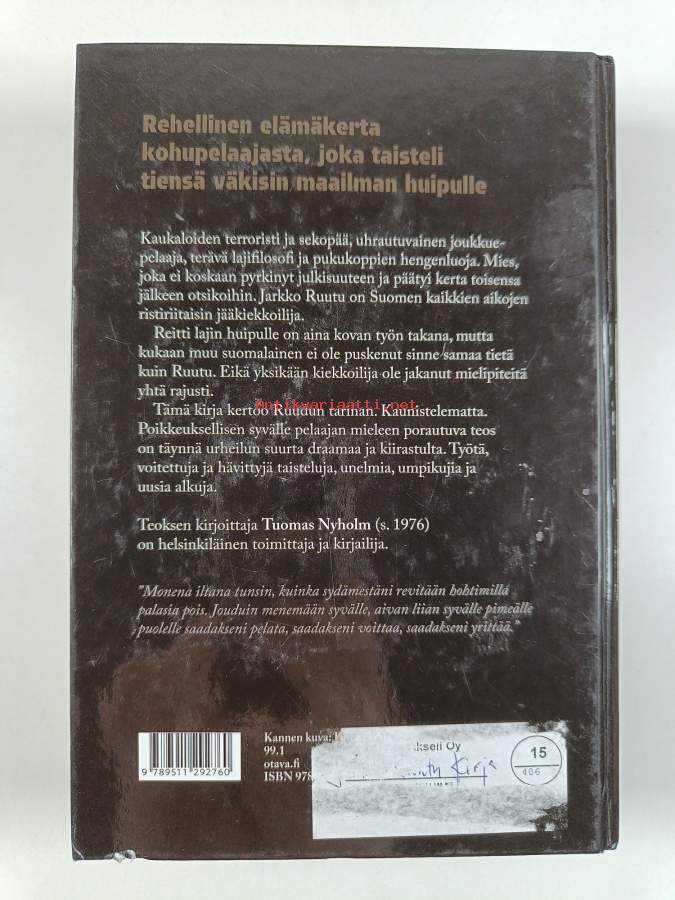 Rehellinen elämäkerta
kohupelaajasta, joka taisteli
tiensä väkisin maailman huipulle
Kaukaloiden terroristi ja sekopää, uhrautuvainen joukkue-
pelaaja, terävä lajifilosofi ja pukukoppien hengenluoja. Mies,
joka ei koskaan pyrkinyt julkisuuteen ja päätyi kerta toisensa
jälkeen otsikoihin. Jarkko Ruutu on Suomen kaikkien aikojen
ristiriitaisin jääkiekkoilija.
Reitti lajin huipulle on aina kovan työn takana, mutta
kukaan muu suomalainen ei ole puskenut sinne samaa tietä
kuin Ruutu. Eikä yksikään kiekkoilija ole jakanut mielipiteitä
yhtä rajusti.
Tämä kirja kertoo Ruudun tarinan. Kaunistelematta.
antikvariaatti.net
Poikkeuksellisen syvälle pelaajan mieleen porautuva teos
on täynnä urheilun suurta draamaa ja kiirastulta. Työtä,
voitettuja ja hävittyjä taisteluja, unelmia, umpikujia ja
uusia alkuja.
Teoksen kirjoittaja Tuomas Nyholm (s. 1976)
on helsinkiläinen toimittaja ja kirjailija.
"Monena iltana tunsin, kuinka sydämestäni revitään hohtimilla
palasia pois. Jouduin menemään syvälle, aivan liian syvälle pimeälle
puolelle saadakseni pelata, saadakseni voittaa, saadakseni yrittää."
Kannen kuva:
99.1
otava.fi
ISBN 978
9 789511 292760
kseli Oy
Kirja
15
406